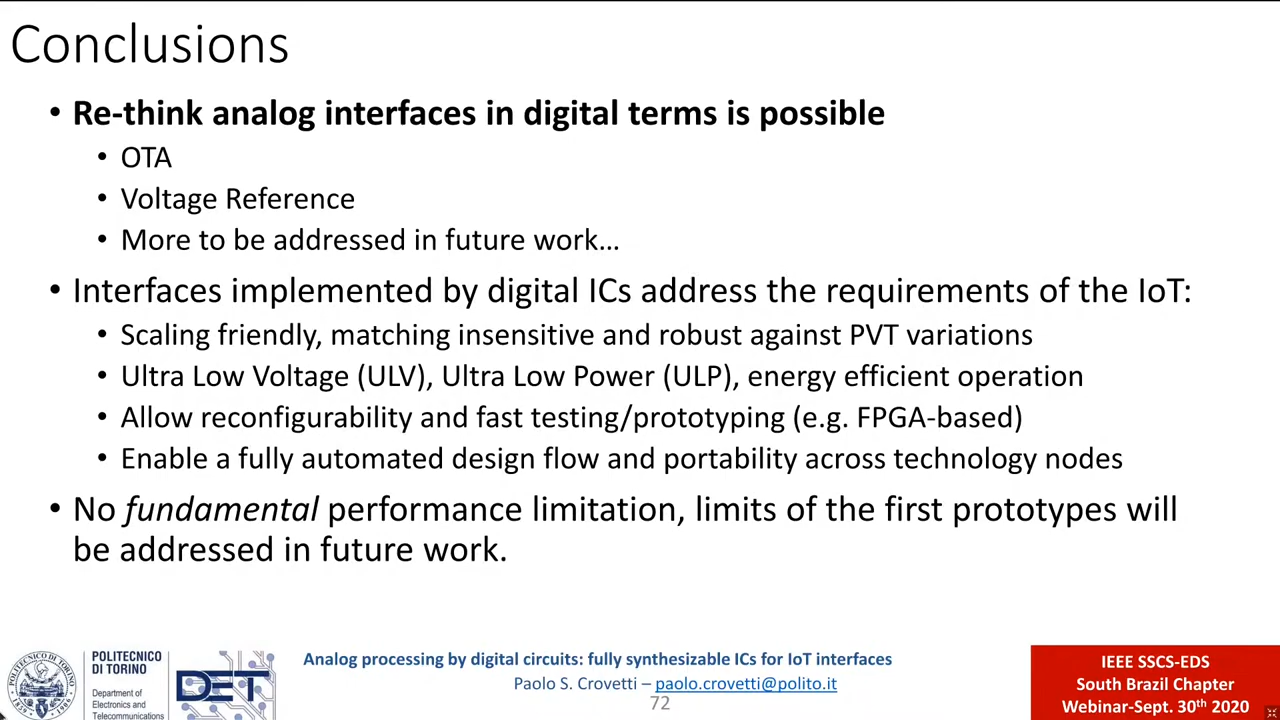 Conclusions
• Re-think analog interfaces in digital terms is possible
• OTA
• Voltage Reference
• More to be addressed in future work…
• Interfaces implemented by digital ICs address the requirements of the IoT:
• Scaling friendly, matching insensitive and robust against PVT variations
• Ultra Low Voltage (ULV), Ultra Low Power (ULP), energy efficient operation
• Allow reconfigurability and fast testing/prototyping (e.g. FPGA-based)
• Enable a fully automated design flow and portability across technology nodes
• No fundamental performance limitation, limits of the first prototypes will
be addressed in future work.
POLITECNICO
DI TORINO
Department of
Electronics and
Telecommunications
DET
Analog processing by digital circuits: fully synthesizable ICs for IoT interfaces
Paolo S. Crovetti – paolo.crovetti@polito.it
72
IEEE SSCS-EDS
South Brazil Chapter
Webinar-Sept. 30th 2020